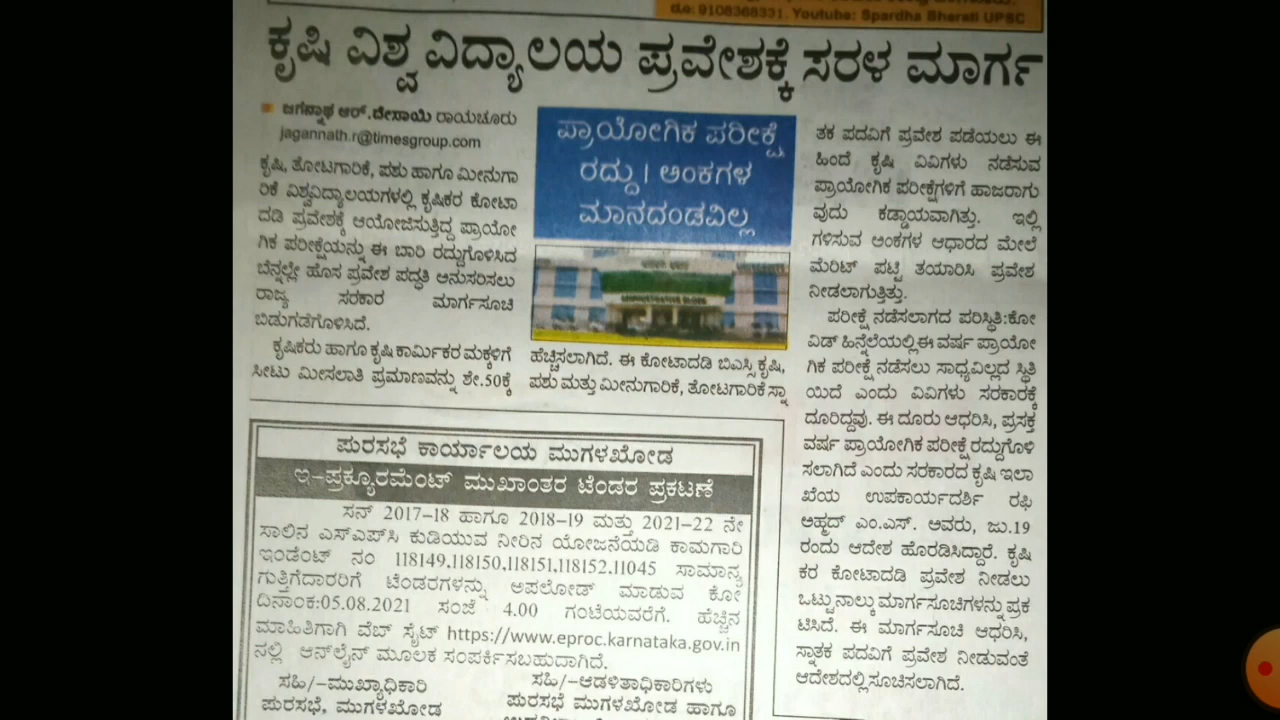 ಮೊ: 9108368331. Youtube: Spardha Bharati UPSC
ಕೃಷಿ ವಿಶ್ವವಿದ್ಯಾಲಯ ಪ್ರವೇಶಕ್ಕೆ ಸರಳ ಮಾರ್ಗ
ಜಗನ್ನಾಥ ಆರ್.ದೇಸಾಯಿ ರಾಯಚೂರು
jagannath.r@timesgroup.com
ಕೃಷಿ, ತೋಟಗಾರಿಕೆ, ಪಶು ಹಾಗೂ ಮೀನುಗಾ
ರಿಕೆ ವಿಶ್ವವಿದ್ಯಾಲಯಗಳಲ್ಲಿ ಕೃಷಿಕರ ಕೋಟಾ
ದಡಿ ಪ್ರವೇಶಕ್ಕೆ ಆಯೋಜಿಸುತ್ತಿದ್ದ ಪ್ರಾಯೋ
ಗಿಕ ಪರೀಕ್ಷೆಯನ್ನು ಈ ಬಾರಿ ರದ್ದುಗೊಳಿಸಿದ
ಬೆನ್ನಲ್ಲೇ ಹೊಸ ಪ್ರವೇಶ ಪದ್ಧತಿ ಅನುಸರಿಸಲು
ರಾಜ್ಯ ಸರಕಾರ ಮಾರ್ಗಸೂಚಿ
ಬಿಡುಗಡೆಗೊಳಿಸಿದೆ.
ಕೃಷಿಕರು ಹಾಗೂ ಕೃಷಿ ಕಾರ್ಮಿಕರ ಮಕ್ಕಳಿಗೆ
ಸೀಟು ಮೀಸಲಾತಿ ಪ್ರಮಾಣವನ್ನು ಶೇ.50ಕ್ಕೆ
ಪ್ರಾಯೋಗಿಕ ಪರೀಕ್ಷೆ
ರದ್ದು । ಅಂಕಗಳ
ಮಾನದಂಡವಿಲ್ಲ
ADMINISTRATIVE BLOCK
ಹೆಚ್ಚಿಸಲಾಗಿದೆ. ಈ ಕೋಟಾದಡಿ ಬಿಎಸ್ಸಿ ಕೃಷಿ,
ಪಶು ಮತ್ತು ಮೀನುಗಾರಿಕೆ, ತೋಟಗಾರಿಕೆ ಸ್ನಾ
ತಕ ಪದವಿಗೆ ಪ್ರವೇಶ ಪಡೆಯಲು ಈ
ಹಿಂದೆ ಕೃಷಿ ವಿವಿಗಳು ನಡೆಸುವ
ಪ್ರಾಯೋಗಿಕ ಪರೀಕ್ಷೆಗಳಿಗೆ ಹಾಜರಾಗು
ವುದು ಕಡ್ಡಾಯವಾಗಿತ್ತು. ಇಲ್ಲಿ
ಗಳಿಸುವ ಅಂಕಗಳ ಆಧಾರದ ಮೇಲೆ
ಮೆರಿಟ್ ಪಟ್ಟಿ ತಯಾರಿಸಿ ಪ್ರವೇಶ
ನೀಡಲಾಗುತ್ತಿತ್ತು.
ಪರೀಕ್ಷೆ ನಡೆಸಲಾಗದ ಪರಿಸ್ಥಿತಿ:ಕೋ
ವಿಡ್ ಹಿನ್ನೆಲೆಯಲ್ಲಿ ಈ ವರ್ಷ ಪ್ರಾಯೋ
ಗಿಕ ಪರೀಕ್ಷೆ ನಡೆಸಲು ಸಾಧ್ಯವಿಲ್ಲದ ಸ್ಥಿತಿ
ಯಿದೆ ಎಂದು ವಿವಿಗಳು ಸರಕಾರಕ್ಕೆ
ದೂರಿದ್ದವು. ಈ ದೂರು ಆಧರಿಸಿ, ಪ್ರಸಕ್ತ
ವರ್ಷ ಪ್ರಾಯೋಗಿಕ ಪರೀಕ್ಷೆ ರದ್ದುಗೊಳಿ
ಸಲಾಗಿದೆ ಎಂದು ಸರಕಾರದ ಕೃಷಿ ಇಲಾ
ಖೆಯ ಉಪಕಾರ್ಯದರ್ಶಿ ರಫಿ
ಅಹ್ಮದ್ ಎಂ.ಎಸ್. ಅವರು, ಜು.19
ರಂದು ಆದೇಶ ಹೊರಡಿಸಿದ್ದಾರೆ. ಕೃಷಿ
ಕರ ಕೋಟಾದಡಿ ಪ್ರವೇಶ ನೀಡಲು
ಒಟ್ಟು ನಾಲ್ಕು ಮಾರ್ಗಸೂಚಿಗಳನ್ನು ಪ್ರಕ
ಟಿಸಿದೆ. ಈ ಮಾರ್ಗಸೂಚಿ ಆಧರಿಸಿ,
ಸ್ನಾತಕ ಪದವಿಗೆ ಪ್ರವೇಶ ನೀಡುವಂತೆ
ಆದೇಶದಲ್ಲಿ ಸೂಚಿಸಲಾಗಿದೆ.
ಪುರಸಭೆ ಕಾರ್ಯಾಲಯ ಮುಗಳಖೋಡ
ಇ-ಪ್ರಕ್ಯೂರಮೆಂಟ್ ಮುಖಾಂತರ ಟೆಂಡರ ಪ್ರಕಟಣೆ
ಸನ್ 2017-18 ಹಾಗೂ 2018-19 ಮತ್ತು 2021-22 ನೇ
ಸಾಲಿನ ಎಸ್‌ಎಫ್‌ಸಿ ಕುಡಿಯುವ ನೀರಿನ ಯೋಜನೆಯಡಿ ಕಾಮಗಾರಿ
ಇಂಡೆಂಟ್ ನಂ 118149,118150,118151,118152,11045 ಸಾಮಾನ್ಯ
ಗುತ್ತಿಗೆದಾರರಿಗೆ ಟೆಂಡರಗಳನ್ನು ಅಪಲೋಡ್ ಮಾಡುವ ಕೋ
ದಿನಾಂಕ:05.08.2021 ಸಂಜೆ 4.00 ಗಂಟೆಯವರೆಗೆ. ಹೆಚ್ಚಿನ
ಮಾಹಿತಿಗಾಗಿ ವೆಬ್ ಸೈಟ್ https://www.eproc.karnataka.gov.in
ನಲ್ಲಿ ಆನ್‌ಲೈನ್ ಮೂಲಕ ಸಂಪರ್ಕಿಸಬಹುದಾಗಿದೆ.
ಸಹಿ/-ಮುಖ್ಯಾಧಿಕಾರಿ
ಪುರಸಭೆ, ಮುಗಳಖೋಡ
ಸಹಿ/-ಆಡಳಿತಾಧಿಕಾರಿಗಳು
ಪುರಸಭೆ ಮುಗಳಖೋಡ ಹಾಗೂ